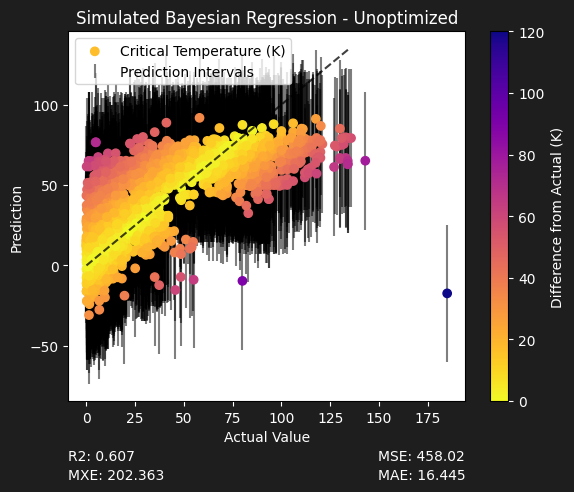 Simulated Bayesian Regression - Unoptimized
Critical Temperature (K)
Prediction Intervals
100
50
0
−50
Prediction
0
25
50
75
100
125
150
175
Actual Value
120
100
80
60
40
20
0
Difference from Actual (K)
R2: 0.607
MSE: 458.02
MXE: 202.363
MAE: 16.445